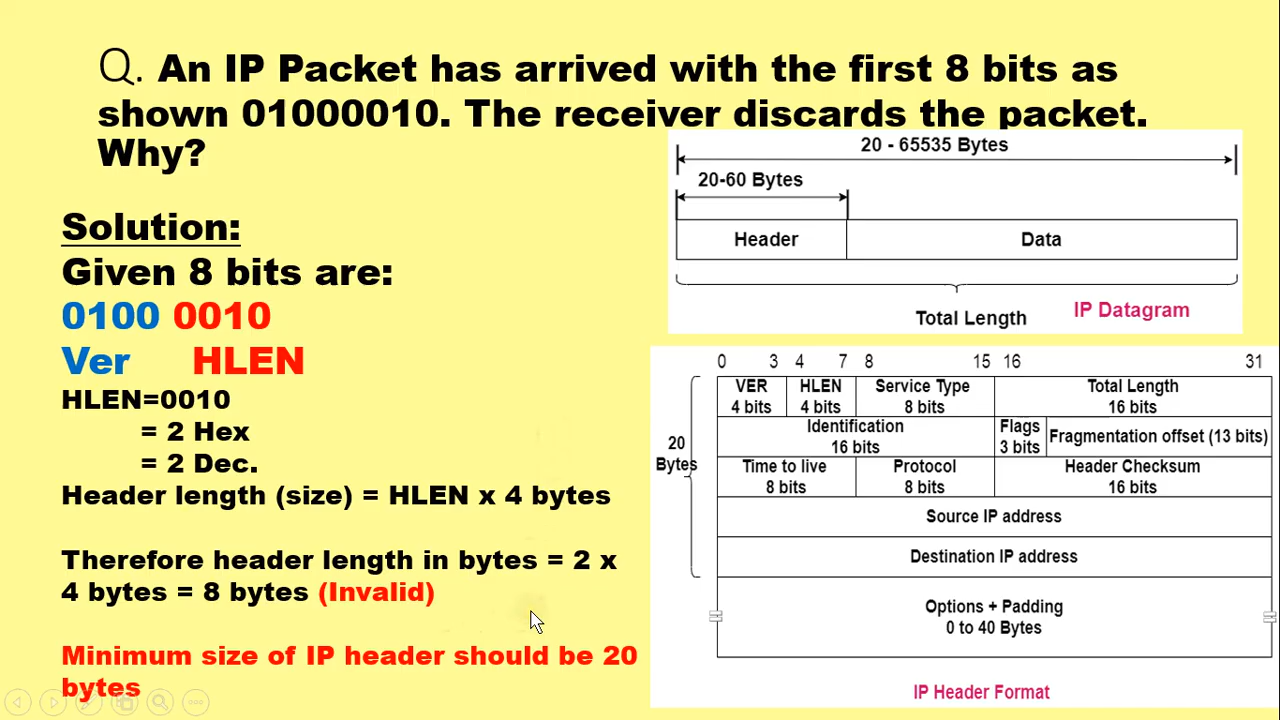 Q. An IP Packet has arrived with the first 8 bits as
shown 01000010. The receiver discards the packet.
Why?
Solution:
Given 8 bits are:
0100 0010
Ver HLEN
HLEN=0010
= 2 Hex
= 2 Dec.
Header length (size) = HLEN x 4 bytes
Therefore header length in bytes = 2 x
4 bytes = 8 bytes (Invalid)
Minimum size of IP header should be 20
bytes
20 - 65535 Bytes
20-60 Bytes
Header Data
Total Length
IP Datagram
0 3 4 7 8 15 16 31
VER HLEN Service Type Total Length
4 bits 4 bits 8 bits 16 bits
Identification Flags Fragmentation offset (13 bits)
16 bits 3 bits
20
Bytes
Time to live Protocol Header Checksum
8 bits 8 bits 16 bits
Source IP address
Destination IP address
Options + Padding
0 to 40 Bytes
IP Header Format